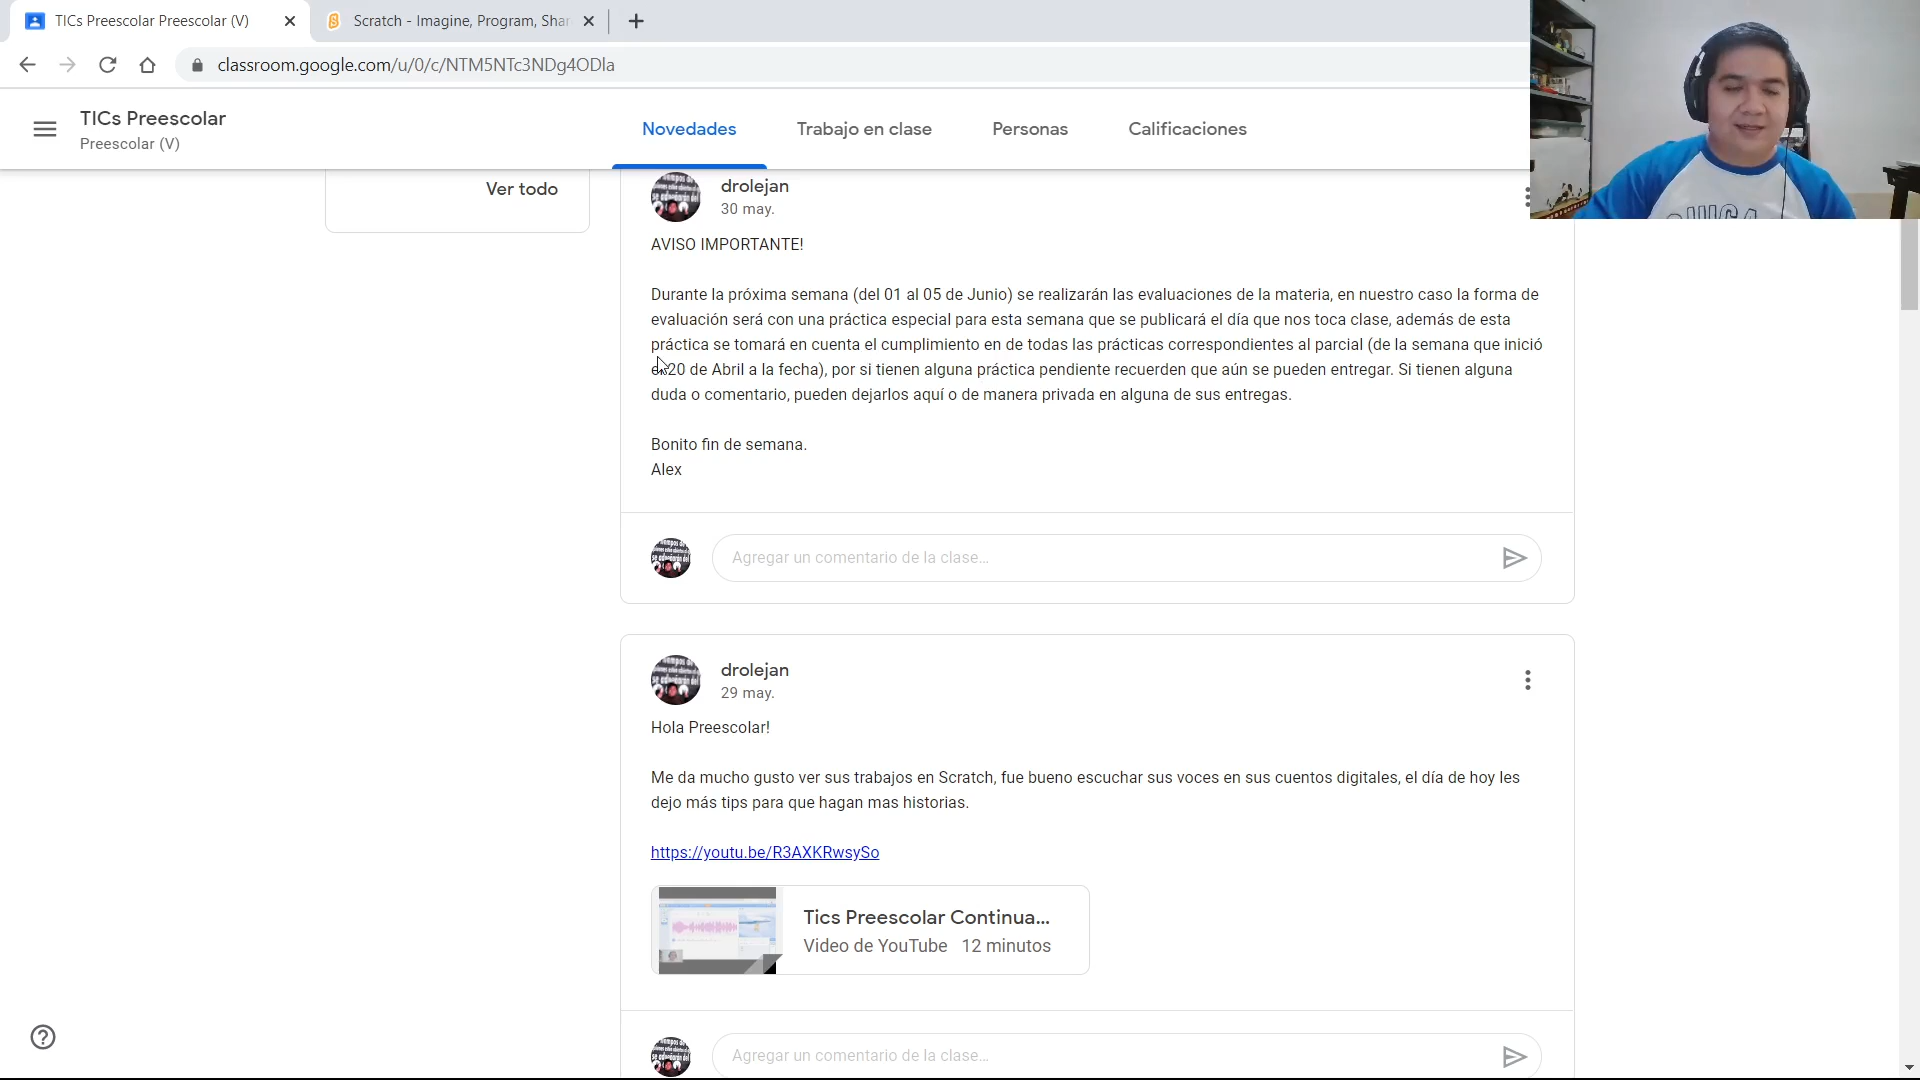 TICs Preescolar Preescolar (V)
Scratch - Imagine, Program, Shar
classroom.google.com/u/0/c/NTM5NTc3NDg4ODla
TICs Preescolar
Preescolar (V)
Novedades
Trabajo en clase
Personas
Calificaciones
Ver todo
drolejan
30 may.
AVISO IMPORTANTE!
Durante la próxima semana (del 01 al 05 de Junio) se realizarán las evaluaciones de la materia, en nuestro caso la forma de
evaluación será con una práctica especial para esta semana que se publicará el día que nos toca clase, además de esta
práctica se tomará en cuenta el cumplimiento en de todas las prácticas correspondientes al parcial (de la semana que inició
el 20 de Abril a la fecha), por si tienen alguna práctica pendiente recuerden que aún se pueden entregar. Si tienen alguna
duda o comentario, pueden dejarlos aquí o de manera privada en alguna de sus entregas.
Bonito fin de semana.
Alex
Agregar un comentario de la clase...
drolejan
29 may.
Hola Preescolar!
Me da mucho gusto ver sus trabajos en Scratch, fue bueno escuchar sus voces en sus cuentos digitales, el día de hoy les
dejo más tips para que hagan mas historias.
https://youtu.be/R3AXKRwsySo
Tics Preescolar Continua...
Video de YouTube 12 minutos
Agregar un comentario de la clase...